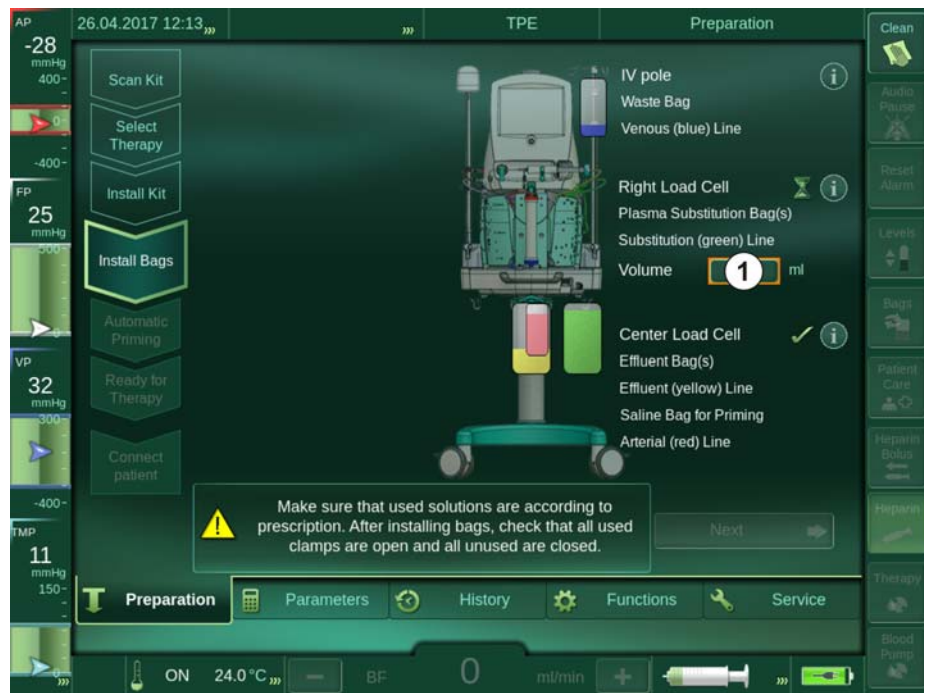 AP
-28
mmHg
400-
0-
-400-
FP
25
mmHg
500-
0-
VP
32
mmHg
300-
-400-
TMP
11
mmHg
150-
26.04.2017 12:13
TPE
Preparation
Scan Kit
Select
Therapy
Install Kit
Install Bags
Automatic
Priming
Ready for
Therapy
Connect
patient
IV pole
Waste Bag
Venous (blue) Line
Right Load Cell
Plasma Substitution Bag(s)
Substitution (green) Line
Volume 1 ml
Center Load Cell
Effluent Bag(s)
Effluent (yellow) Line
Saline Bag for Priming
Arterial (red) Line
Make sure that used solutions are according to
prescription. After installing bags, check that all used
clamps are open and all unused are closed.
Next
Preparation
Parameters
History
Functions
Service
ON 24.0 °C
BF 0 ml/min
Clean
Audio
Pause
Reset
Alarm
Levels
Bags
Patient
Care
Heparin
Bolus
Heparin
Therapy
Blood
Pump